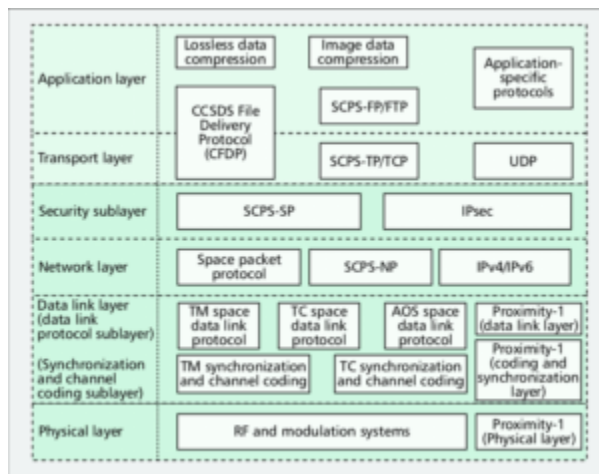 Application layer
Lossless data
compression
Image data
compression
Application-
specific
protocols
CCSDS File
Delivery
Protocol
(CFDP)
SCPS-FP/FTP
Transport layer
SCPS-TP/TCP
UDP
Security sublayer
SCPS-SP
IPsec
Network layer
Space packet
protocol
SCPS-NP
IPv4/IPv6
Data link layer
(data link
protocol sublayer)
TM space
data link
protocol
TC space
data link
protocol
AOS space
data link
protocol
Proximity-1
(data link layer)
(Synchronization
and channel
coding sublayer)
TM synchronization
and channel coding
TC synchronization
and channel coding
Proximity-1
(coding and
synchronization
layer)
Physical layer
RF and modulation systems
Proximity-1
(Physical layer)